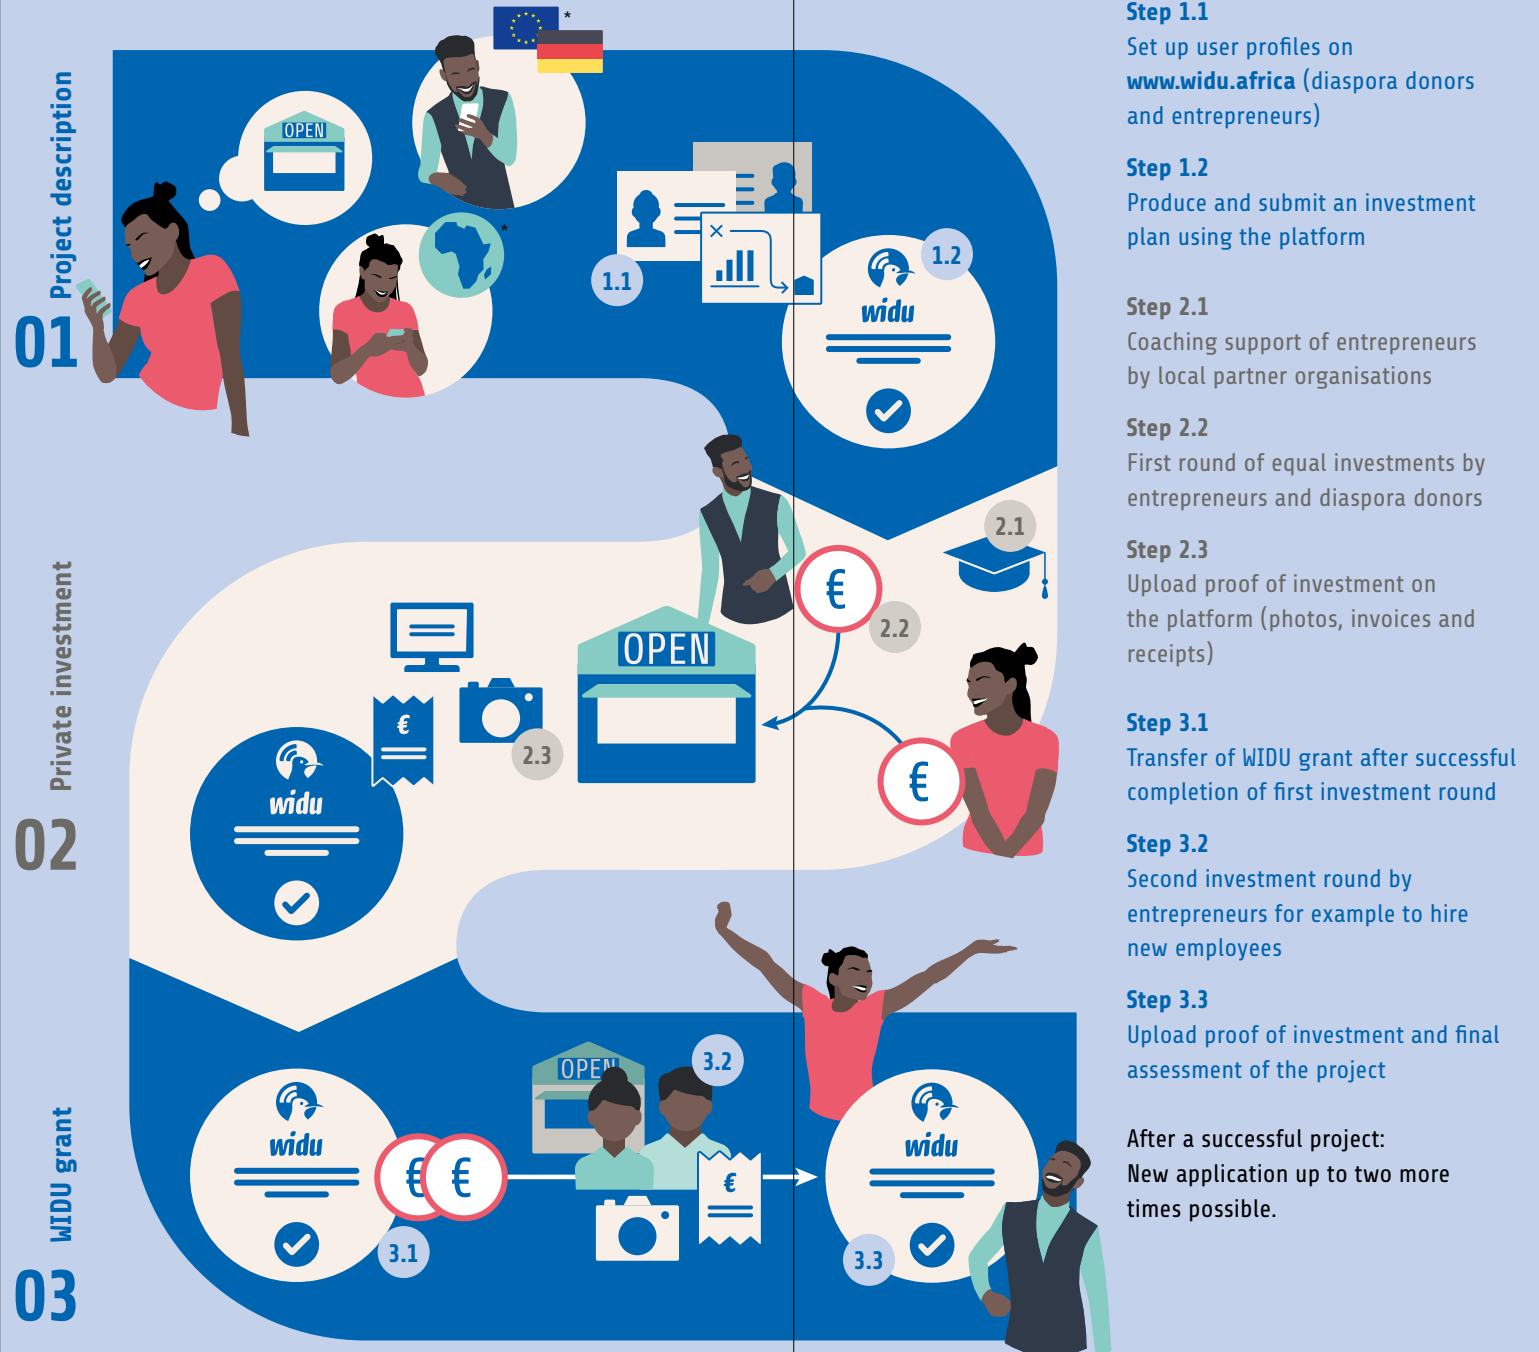 01 Project description
OPEN
*
*
1.1
1.2
widu
02 Private investment
2.1
€
2.2
OPEN
€
2.3
€
widu
03 WIDU grant
widu
€ €
3.1
OPEN
3.2
€
widu
3.3
Step 1.1
Set up user profiles on
www.widu.africa (diaspora donors
and entrepreneurs)
Step 1.2
Produce and submit an investment
plan using the platform
Step 2.1
Coaching support of entrepreneurs
by local partner organisations
Step 2.2
First round of equal investments by
entrepreneurs and diaspora donors
Step 2.3
Upload proof of investment on
the platform (photos, invoices and
receipts)
Step 3.1
Transfer of WIDU grant after successful
completion of first investment round
Step 3.2
Second investment round by
entrepreneurs for example to hire
new employees
Step 3.3
Upload proof of investment and final
assessment of the project
After a successful project:
New application up to two more
times possible.